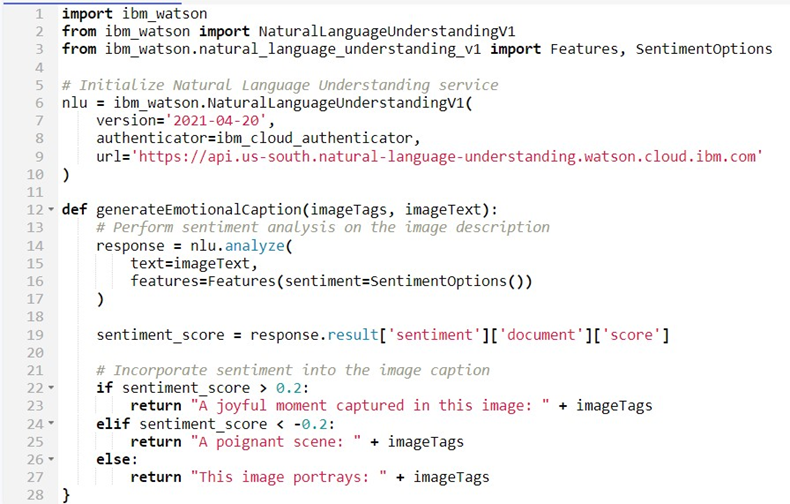 1 import ibm_watson
2 from ibm_watson import NaturalLanguageUnderstandingV1
3 from ibm_watson.natural_language_understanding_v1 import Features, SentimentOptions
4
5 # Initialize Natural Language Understanding service
6 nlu = ibm_watson.NaturalLanguageUnderstandingV1(
7     version='2021-04-20',
8     authenticator=ibm_cloud_authenticator,
9     url='https://api.us-south.natural-language-understanding.watson.cloud.ibm.com'
10 )
11
12 def generateEmotionalCaption(imageTags, imageText):
13     # Perform sentiment analysis on the image description
14     response = nlu.analyze(
15         text=imageText,
16         features=Features(sentiment=SentimentOptions())
17     )
18
19     sentiment_score = response.result['sentiment']['document']['score']
20
21     # Incorporate sentiment into the image caption
22     if sentiment_score > 0.2:
23         return "A joyful moment captured in this image: " + imageTags
24     elif sentiment_score < -0.2:
25         return "A poignant scene: " + imageTags
26     else:
27         return "This image portrays: " + imageTags
28 }